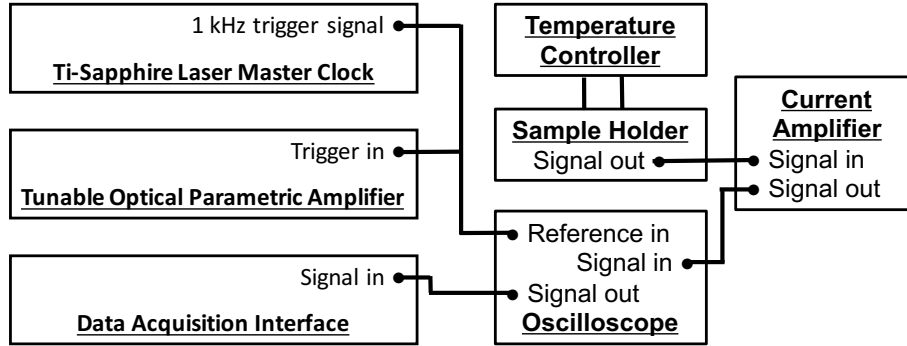 1 kHz trigger signal
Ti-Sapphire Laser Master Clock
Trigger in
Tunable Optical Parametric Amplifier
Signal in
Data Acquisition Interface
Temperature
Controller
Sample Holder
Signal out
Current
Amplifier
Signal in
Signal out
Reference in
Signal in
Signal out
Oscilloscope